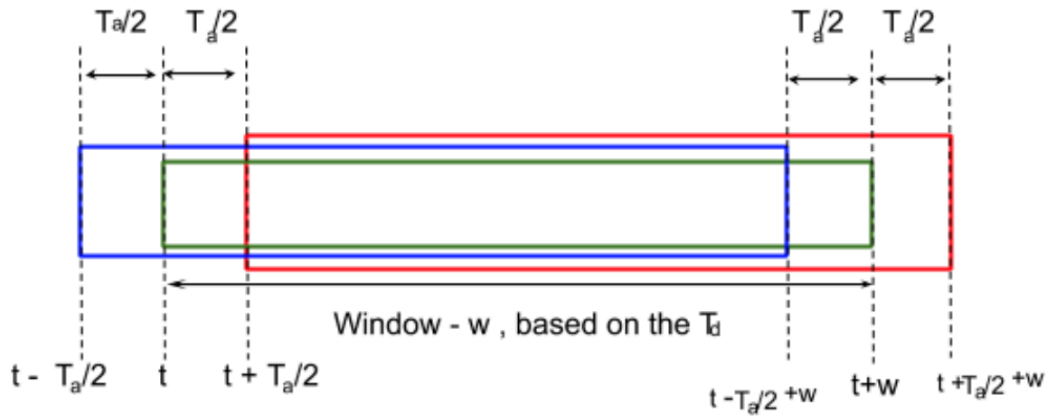 Ta/2 Ta/2 Ta/2 Ta/2
Window - w , based on the Td
t - Ta/2 t t + Ta/2 t -Ta/2 +w t+w t +Ta/2 +w